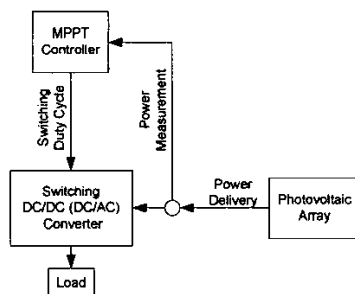 MPPT
Controller
Switching
Duty Cycle
Power
Measurement
Switching
DC/DC (DC/AC)
Converter
Power
Delivery
Photovoltaic
Array
Load